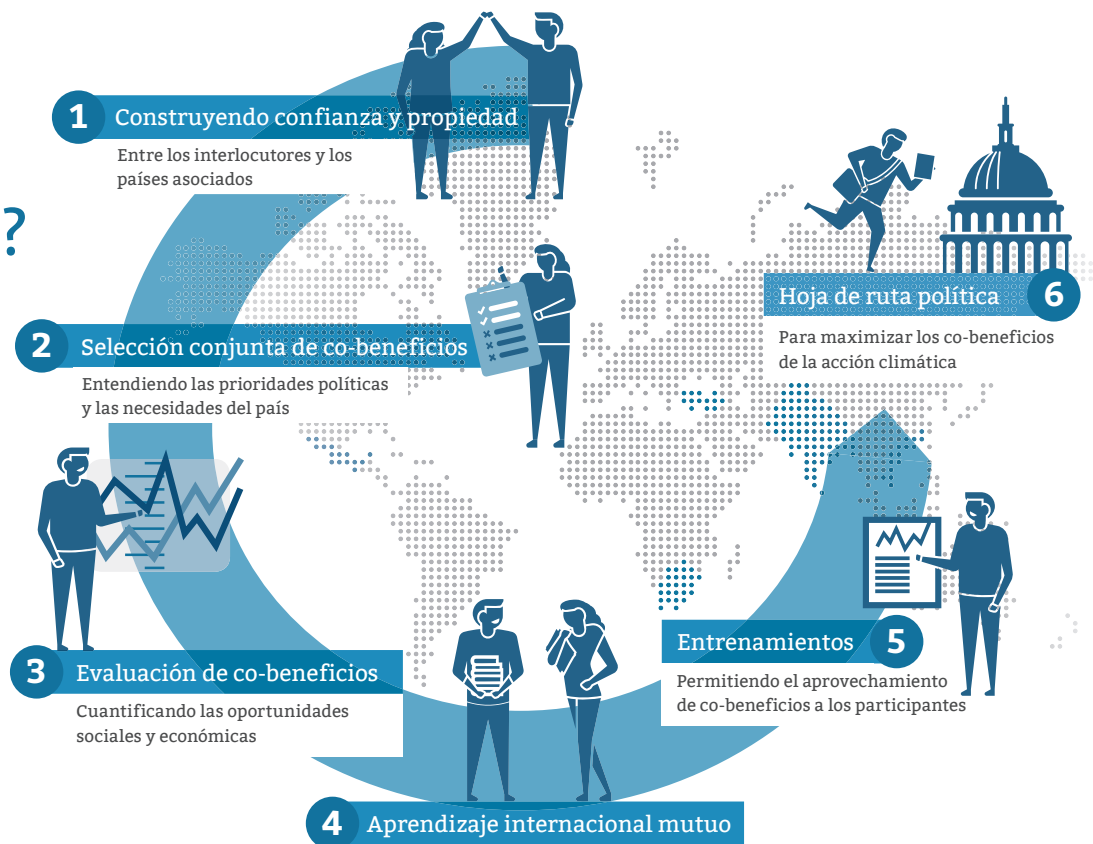 ?
1 Construyendo confianza y propiedad
Entre los interlocutores y los
países asociados
2 Selección conjunta de co-beneficios
Entendiendo las prioridades políticas
y las necesidades del país
3 Evaluación de co-beneficios
Cuantificando las oportunidades
sociales y económicas
4 Aprendizaje internacional mutuo
Entrenamientos 5
Permitiendo el aprovechamiento
de co-beneficios a los participantes
Hoja de ruta política 6
Para maximizar los co-beneficios
de la acción climática